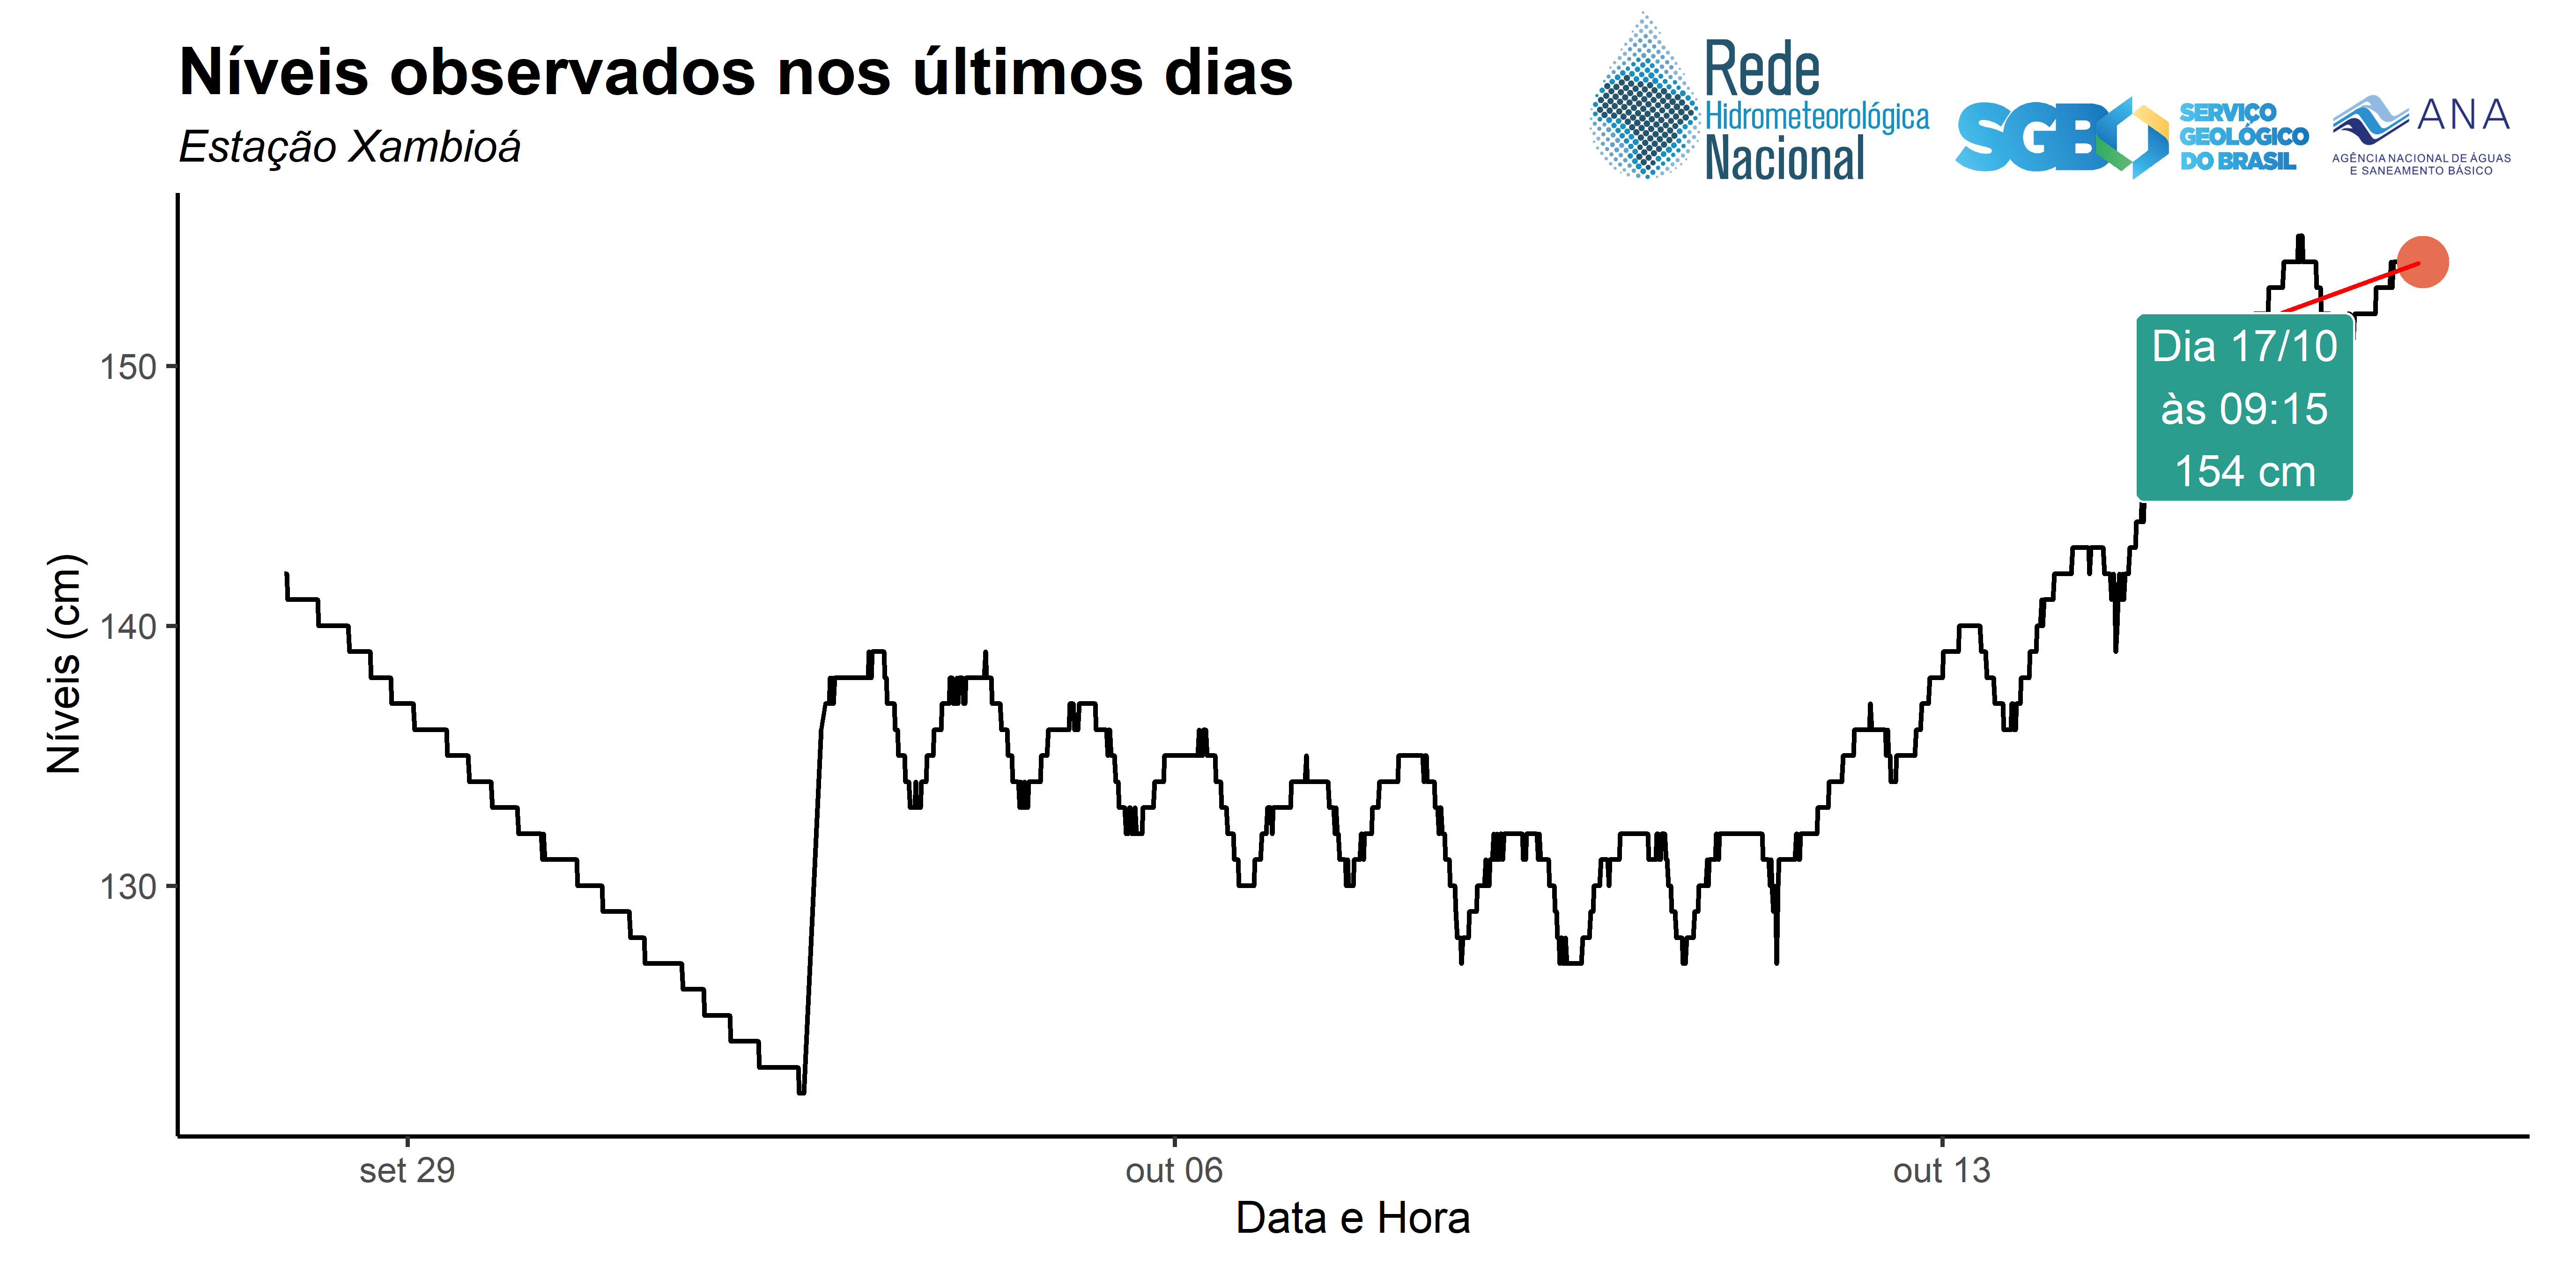 Níveis observados nos últimos dias
Estação Xambioá
Rede
Hidrometeorológica
Nacional
SGB
SERVIÇO
GEOLÓGICO
DO BRASIL
ANA
AGÊNCIA NACIONAL DE ÁGUAS
E SANEAMENTO BÁSICO
Níveis (cm)
150
140
130
Dia 17/10
às 09:15
154 cm
set 29
out 06
out 13
Data e Hora